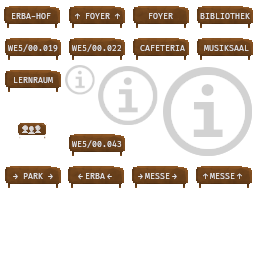 ERBA-HOF
↑ FOYER ↑
FOYER
BIBLIOTHEK
WE5/00.019
WE5/00.022
CAFETERIA
MUSIKSAAL
LERNRAUM
WE5/00.043
→ PARK →
←ERBA←
→MESSE→
↑MESSE↑